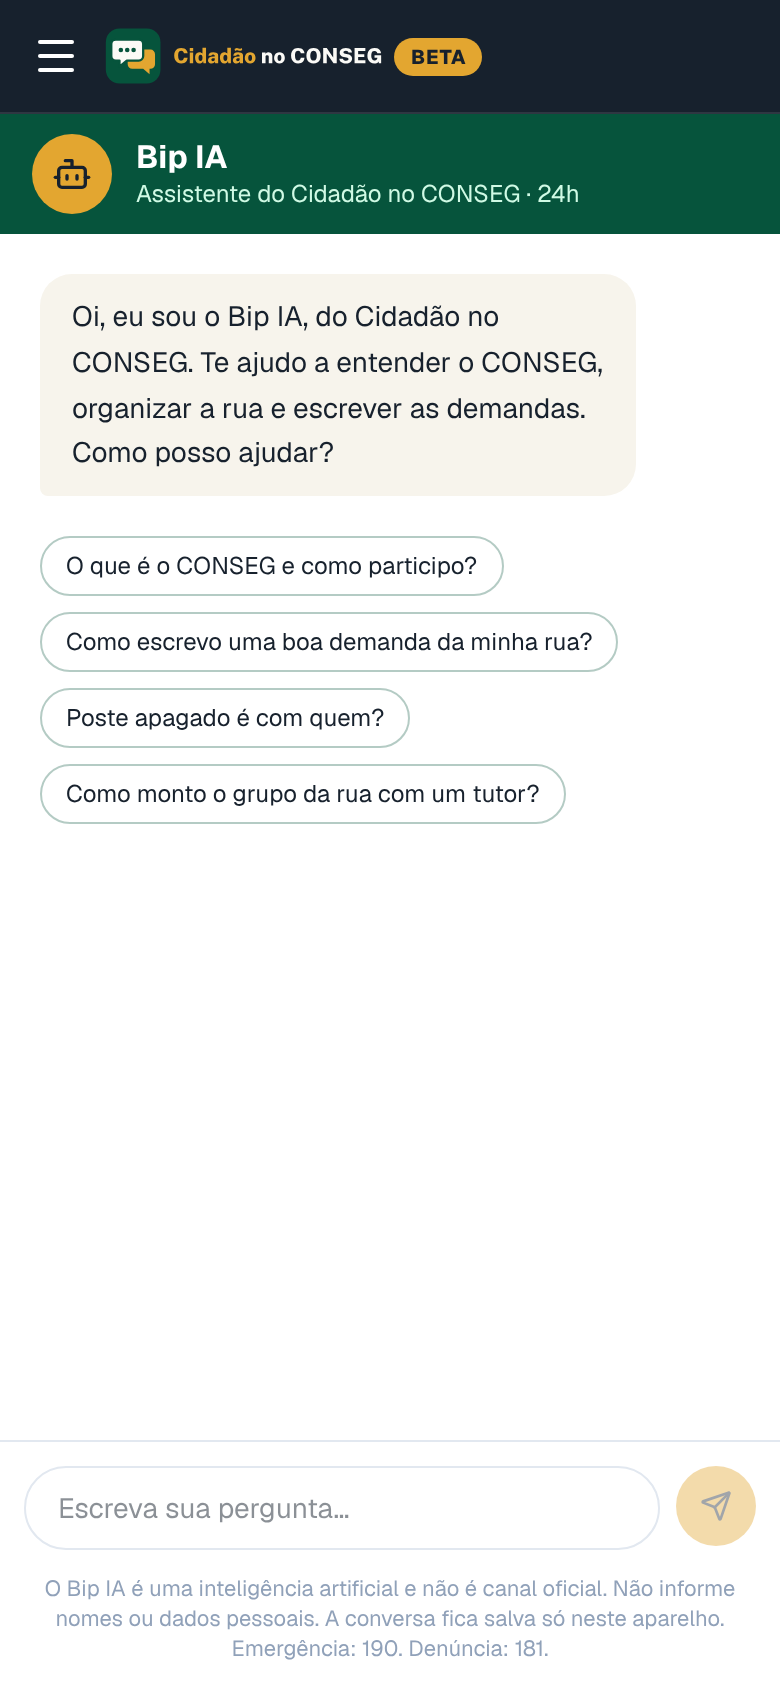 Cidadão no CONSEG BETA
Bip IA
Assistente do Cidadão no CONSEG · 24h
Oi, eu sou o Bip IA, do Cidadão no
CONSEG. Te ajudo a entender o CONSEG,
organizar a rua e escrever as demandas.
Como posso ajudar?
O que é o CONSEG e como participo?
Como escrevo uma boa demanda da minha rua?
Poste apagado é com quem?
Como monto o grupo da rua com um tutor?
Escreva sua pergunta...
O Bip IA é uma inteligência artificial e não é canal oficial. Não informe
nomes ou dados pessoais. A conversa fica salva só neste aparelho.
Emergência: 190. Denúncia: 181.